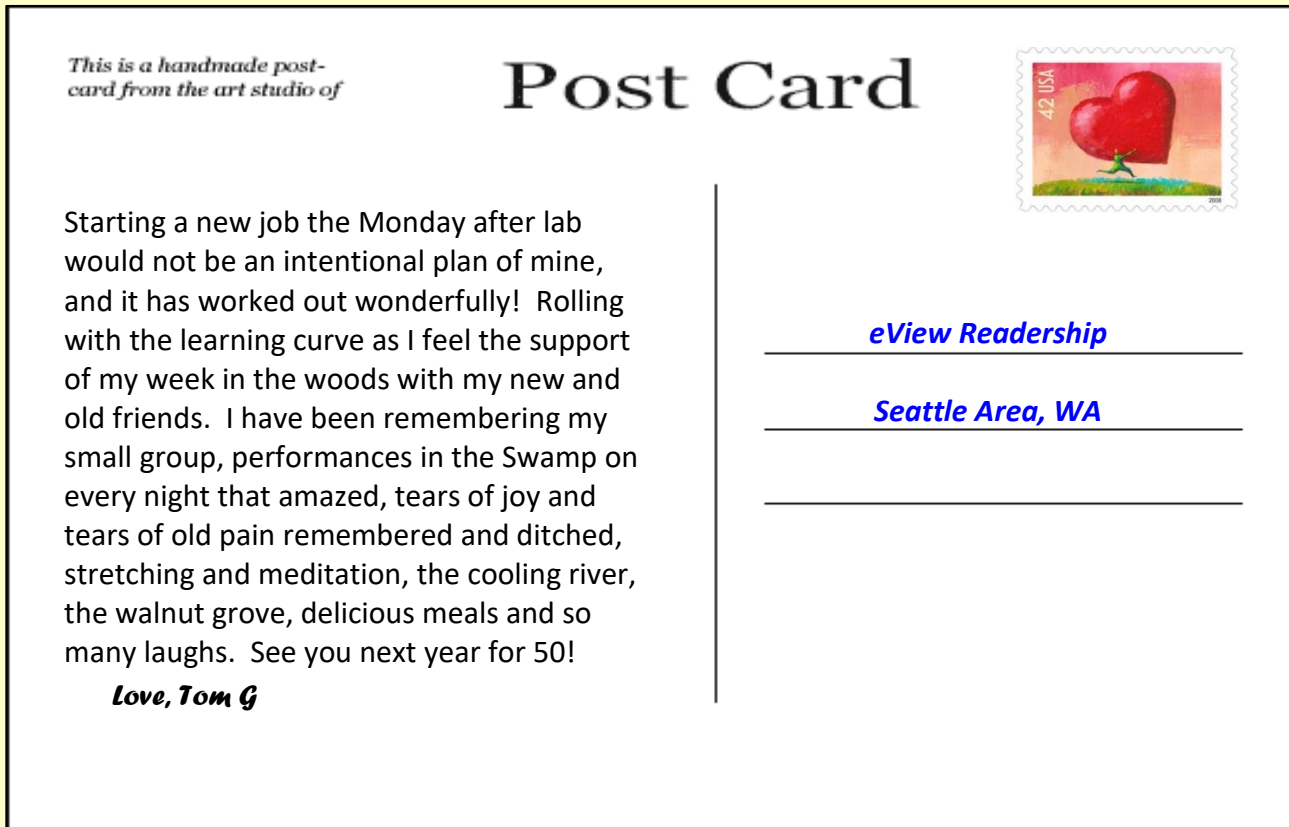 This is a handmade post-
card from the art studio of
Post Card
42 USA
2008
Starting a new job the Monday after lab
would not be an intentional plan of mine,
and it has worked out wonderfully!  Rolling
with the learning curve as I feel the support
of my week in the woods with my new and
old friends.  I have been remembering my
small group, performances in the Swamp on
every night that amazed, tears of joy and
tears of old pain remembered and ditched,
stretching and meditation, the cooling river,
the walnut grove, delicious meals and so
many laughs.  See you next year for 50!
Love, Tom G
eView Readership
Seattle Area, WA